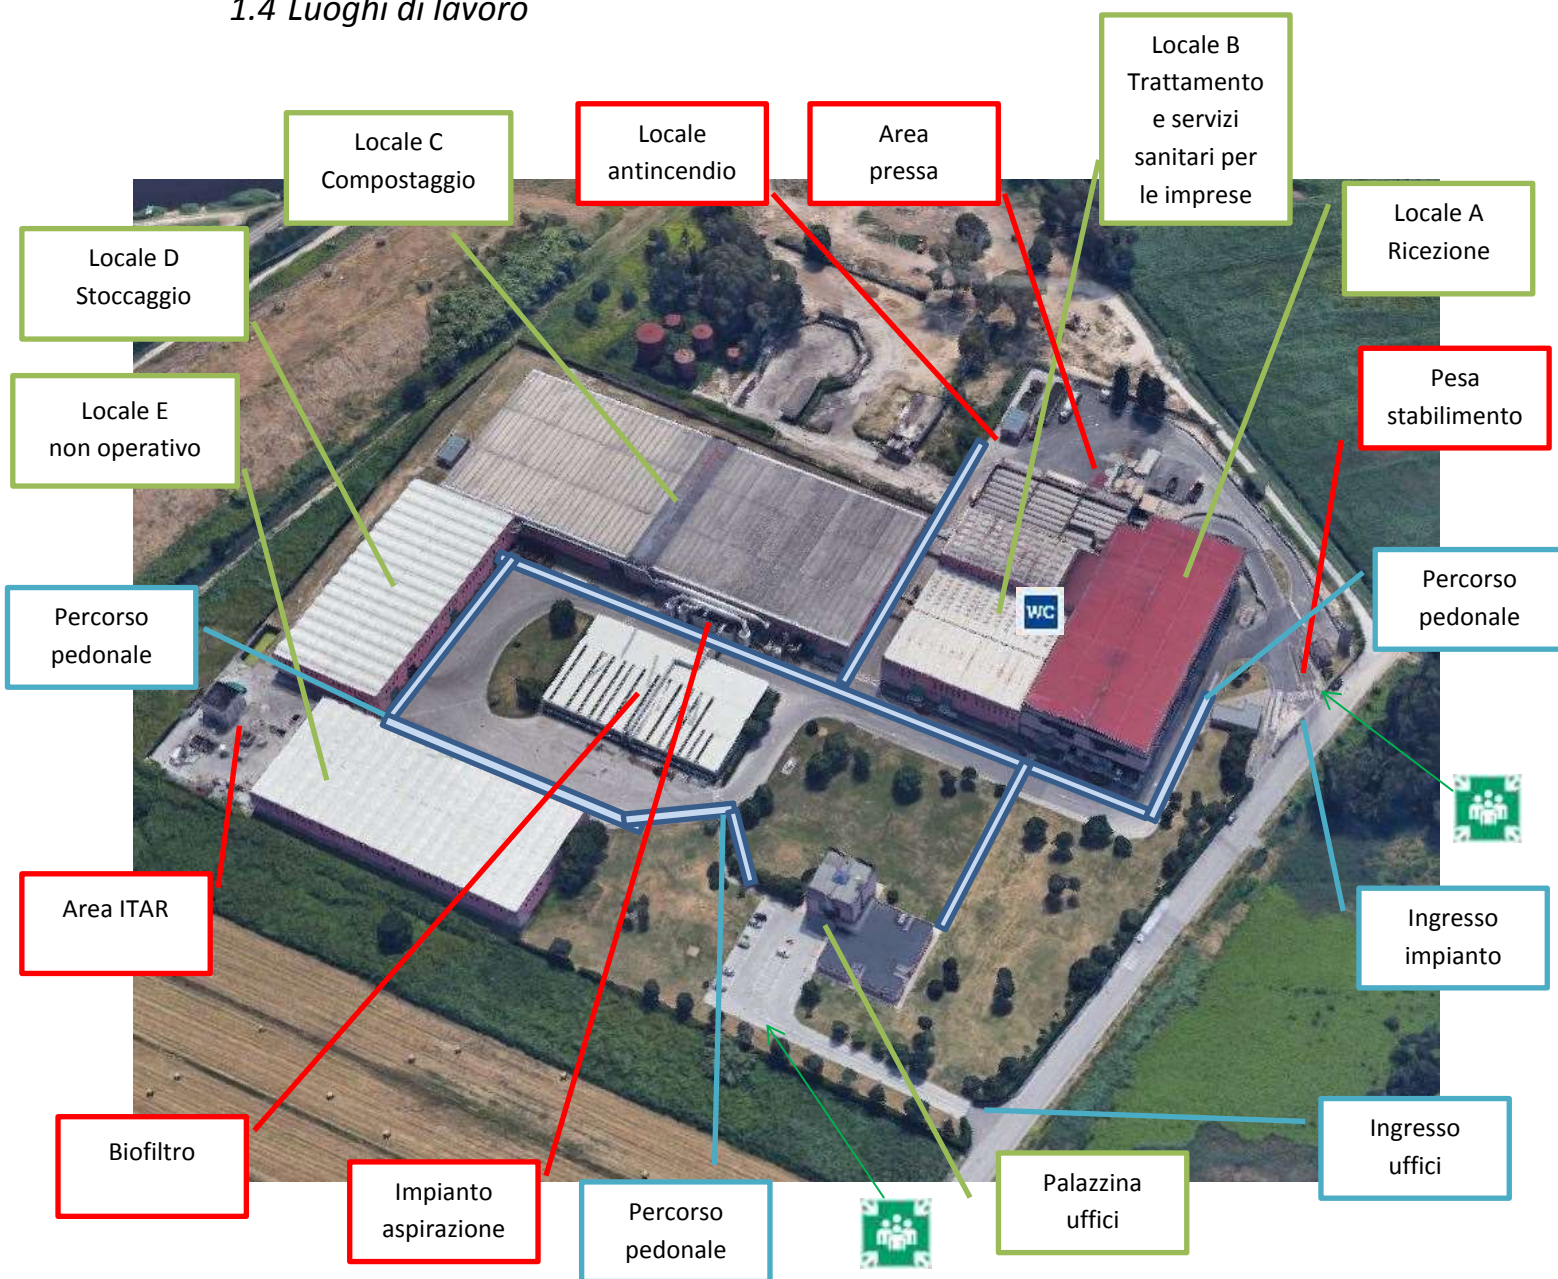 1.4 Luoghi di lavoro
Locale B
Trattamento
e servizi
sanitari per
le imprese
Locale C
Compostaggio
Locale
antincendio
Area
pressa
Locale A
Ricezione
Locale D
Stoccaggio
Pesa
stabilimento
Locale E
non operativo
Percorso
pedonale
WC
Percorso
pedonale
Area ITAR
Ingresso
impianto
Biofiltro
Impianto
aspirazione
Percorso
pedonale
Palazzina
uffici
Ingresso
uffici